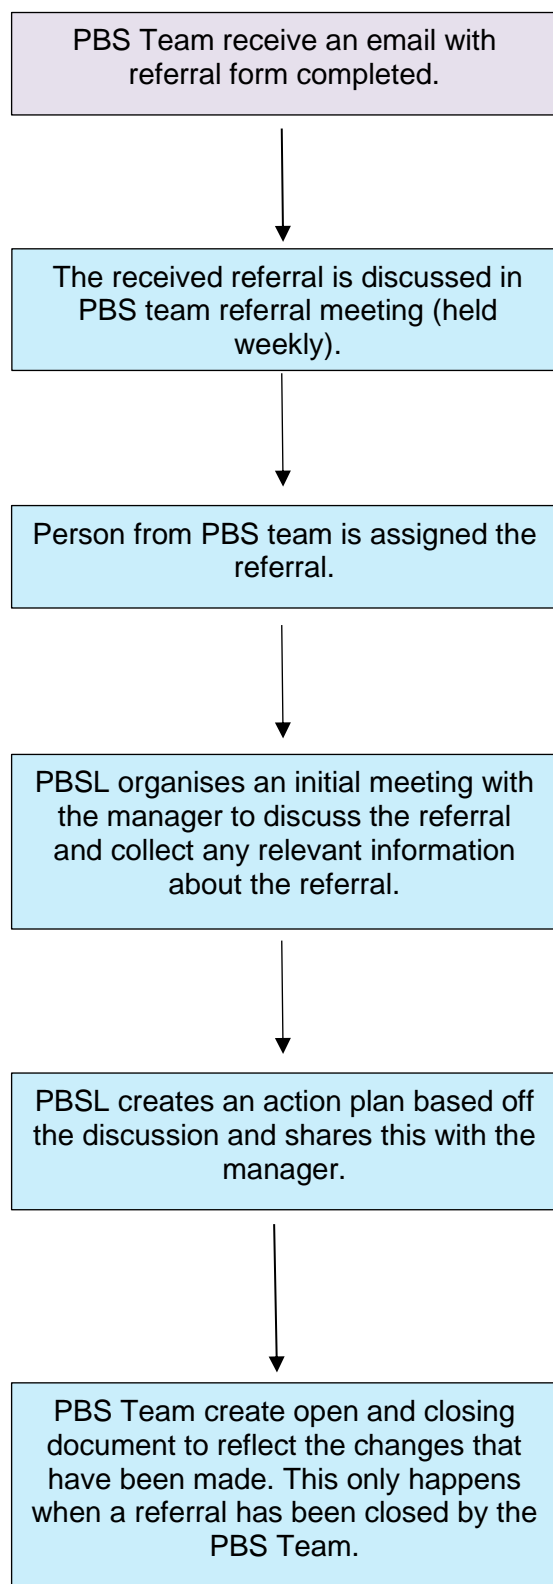 PBS Team receive an email with
referral form completed.
The received referral is discussed in
PBS team referral meeting (held
weekly).
Person from PBS team is assigned the
referral.
PBSL organises an initial meeting with
the manager to discuss the referral
and collect any relevant information
about the referral.
PBSL creates an action plan based off
the discussion and shares this with the
manager.
PBS Team create open and closing
document to reflect the changes that
have been made. This only happens
when a referral has been closed by the
PBS Team.